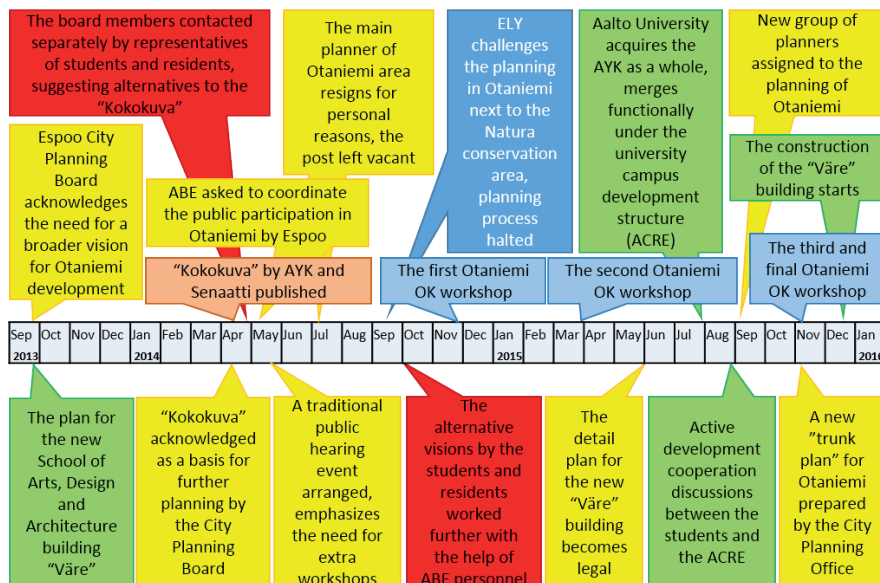 The board members contacted
separately by representatives
of students and residents,
suggesting alternatives to the
“Kokokuva”
The main
planner of
Otaniemi area
resigns for
personal
reasons, the
post left vacant
ELY
challenges
the planning
in Otaniemi
next to the
Natura
conservation
area,
planning
process
halted
Aalto University
acquires the
AYK as a whole,
merges
functionally
under the
university
campus
development
structure
(ACRE)
New group of
planners
assigned to the
planning of
Otaniemi
Espoo City
Planning
Board
acknowledges
the need for a
broader vision
for Otaniemi
development
ABE asked to coordinate
the public participation in
Otaniemi by Espoo
The construction
of the “Väre”
building starts
“Kokokuva” by AYK and
Senaatti published
The first Otaniemi
OK workshop
The second Otaniemi
OK workshop
The third and
final Otaniemi
OK workshop
Sep Oct Nov Dec Jan Feb Mar Apr May Jun Jul Aug Sep Oct Nov Dec Jan Feb Mar Apr May Jun Jul Aug Sep Oct Nov Dec Jan
2013 2014 2015 2016
The plan for
the new
School of
Arts, Design
and
Architecture
building
“Väre”
“Kokokuva”
acknowledged
as a basis for
further
planning by
the City
Planning
Board
A traditional
public
hearing
event
arranged,
emphasizes
the need for
extra
workshops
The
alternative
visions by the
students and
residents
worked
further with
the help of
ABE personnel
The
detail plan
for the
new
“Väre”
building
becomes
legal
Active
development
cooperation
discussions
between the
students and
the ACRE
A new
”trunk
plan” for
Otaniemi
prepared
by the City
Planning
Office